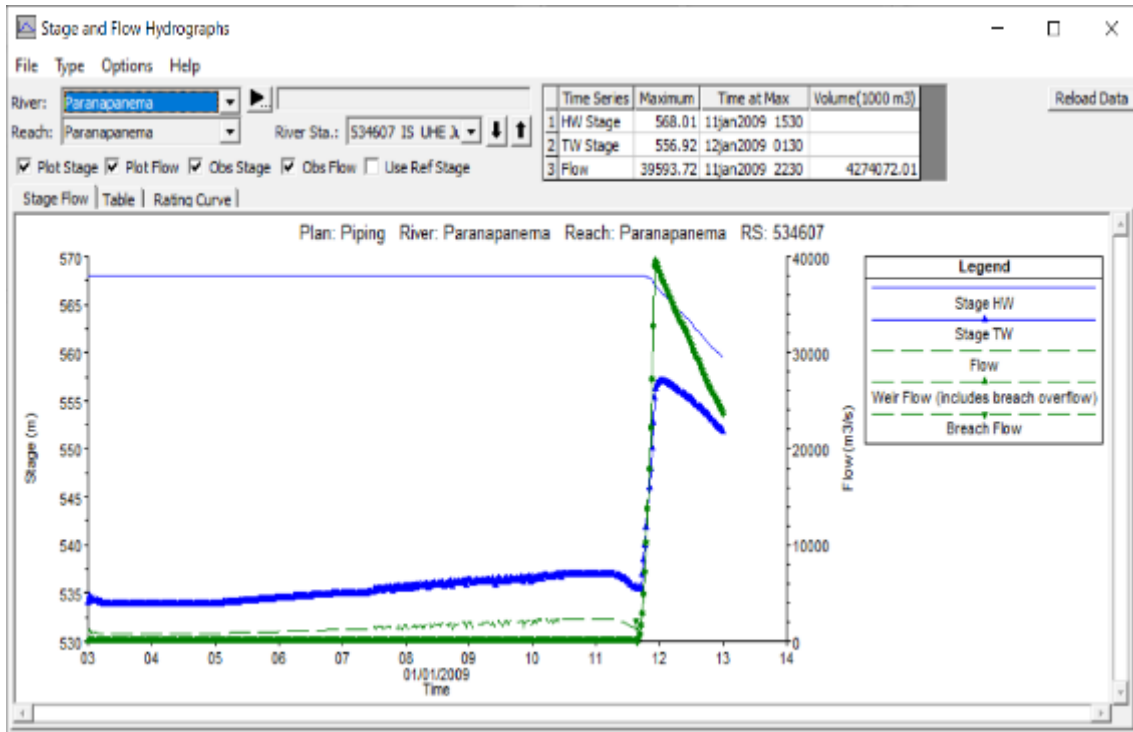 Stage and Flow Hydrographs
File Type Options Help
River: Paranapanema
Reach: Paranapanema River Sta.: 534607 IS UHE Ju
Plot Stage Plot Flow Obs Stage Obs Flow Use Ref Stage
Time Series Maximum Time at Max Volume(1000 m3)
1 HW Stage 568.01 11jan2009 1530
2 TW Stage 556.92 12jan2009 0130
3 Flow 39593.72 11jan2009 2230 4274072.01
Reload Data
Stage Flow Table Rating Curve
Plan: Piping River: Paranapanema Reach: Paranapanema RS: 534607
Stage (m)
570
565
560
555
550
545
540
535
530
40000
30000
20000
10000
0
Flow (m3/s)
03 04 05 06 07 08 09 10 11 12 13 14
01/01/2009
Time
Legend
Stage HW
Stage TW
Flow
Weir Flow (includes breach overflow)
Breach Flow